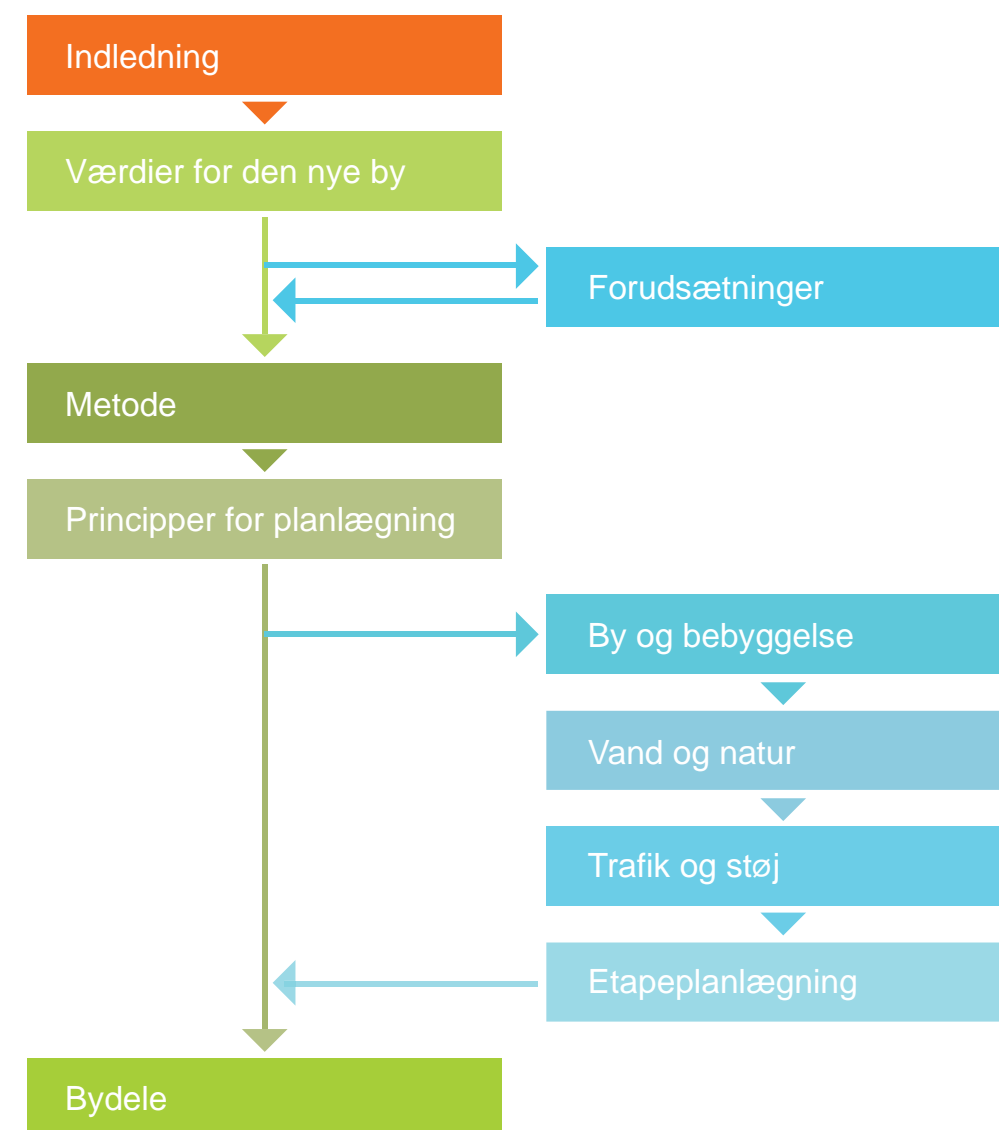 Indledning
Værdier for den nye by
Forudsætninger
Metode
Principper for planlægning
By og bebyggelse
Vand og natur
Trafik og støj
Etapeplanlægning
Bydele